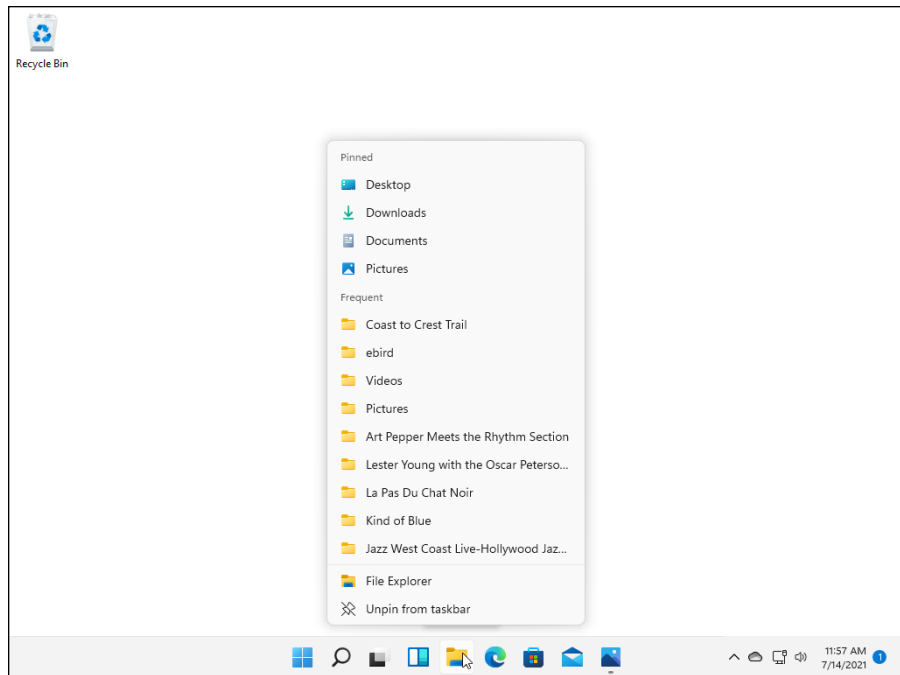 Recycle Bin
Pinned
Desktop
Downloads
Documents
Pictures
Frequent
Coast to Crest Trail
ebird
Videos
Pictures
Art Pepper Meets the Rhythm Section
Lester Young with the Oscar Peterso...
La Pas Du Chat Noir
Kind of Blue
Jazz West Coast Live-Hollywood Jaz...
File Explorer
Unpin from taskbar
11:57 AM
7/14/2021
1